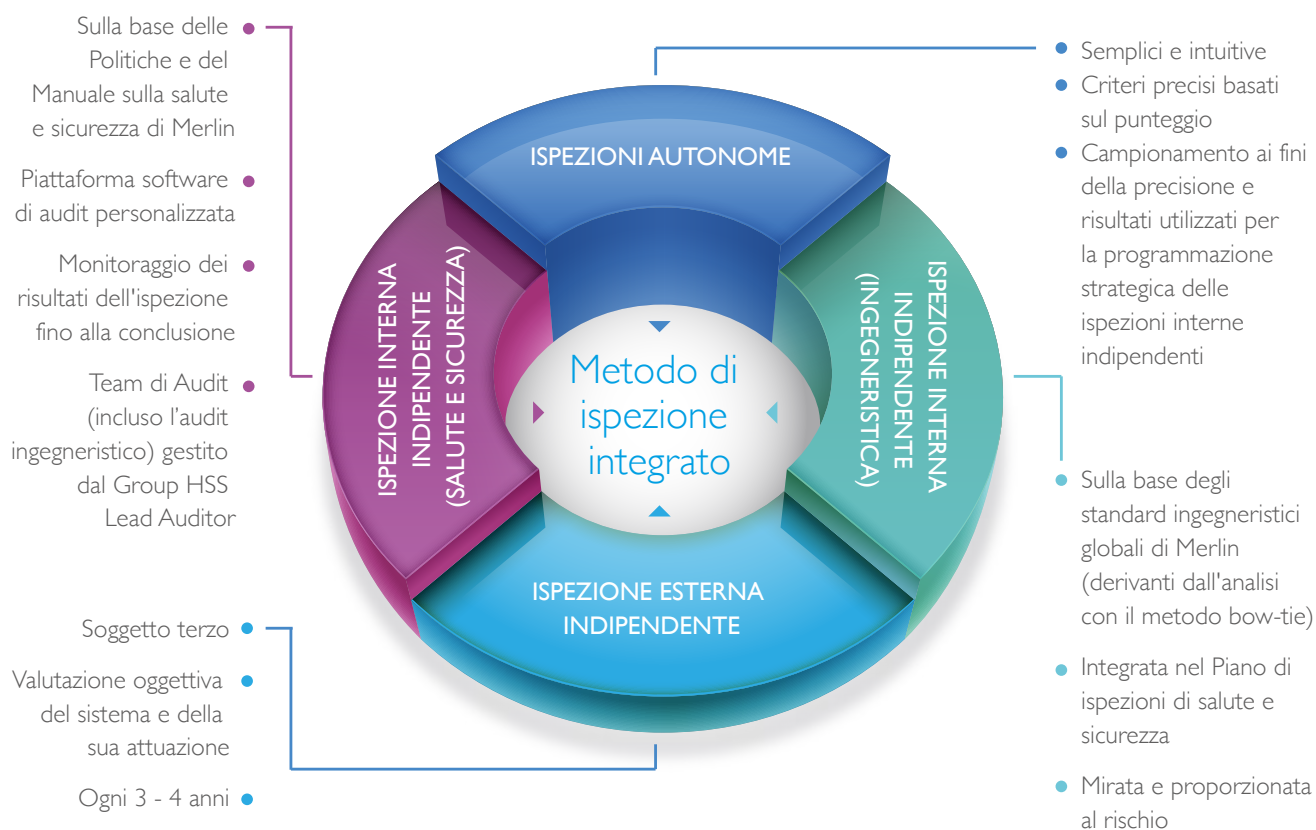 Sulla base delle
Politiche e del
Manuale sulla salute
e sicurezza di Merlin
Piattaforma software
di audit personalizzata
Monitoraggio dei
risultati dell'ispezione
fino alla conclusione
Team di Audit
(incluso l’audit
ingegneristico) gestito
dal Group HSS
Lead Auditor
Soggetto terzo
Valutazione oggettiva
del sistema e della
sua attuazione
Ogni 3 - 4 anni
ISPEZIONI AUTONOME
ISPEZIONE INTERNA
INDIPENDENTE
(SALUTE E SICUREZZA)
Metodo di
ispezione
integrato
ISPEZIONE INTERNA
INDIPENDENTE
(INGEGNERISTICA)
ISPEZIONE ESTERNA
INDIPENDENTE
Semplici e intuitive
Criteri precisi basati
sul punteggio
Campionamento ai fini
della precisione e
risultati utilizzati per
la programmazione
strategica delle
ispezioni interne
indipendenti
Sulla base degli
standard ingegneristici
globali di Merlin
(derivanti dall'analisi
con il metodo bow-tie)
Integrata nel Piano di
ispezioni di salute e
sicurezza
Mirata e proporzionata
al rischio